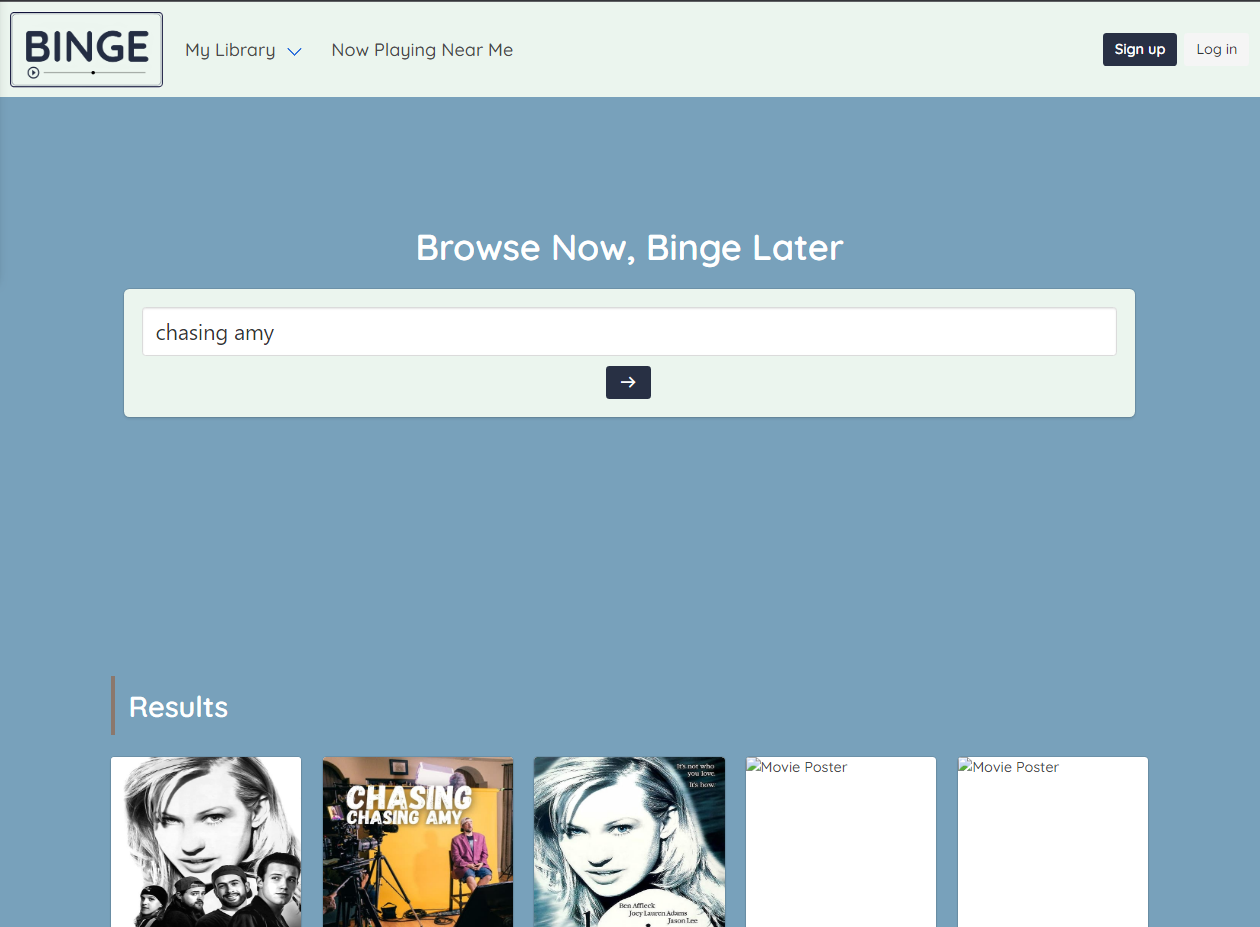 BINGE
My Library
Now Playing Near Me
Sign up
Log in
Browse Now, Binge Later
chasing amy
Results
CHASING
CHASING AMY
It's not who
you love.
It's how.
Ben Affleck
Joey Lauren Adams
Jason Lee
Movie Poster
Movie Poster